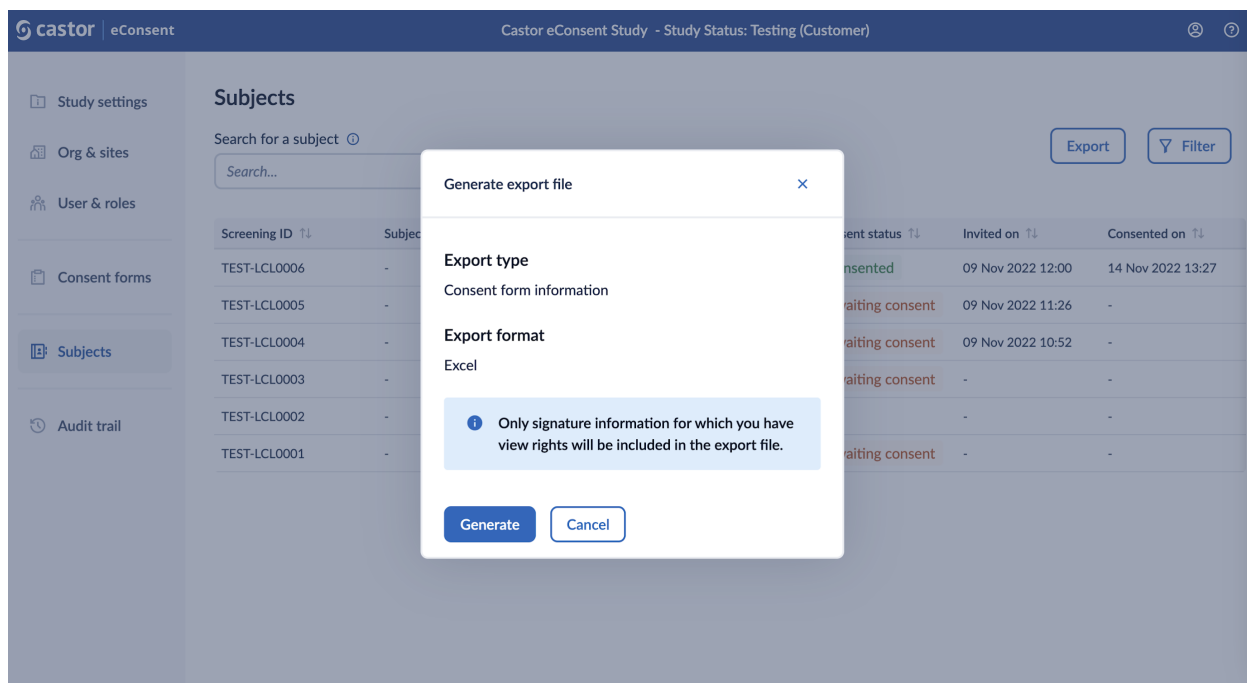 castor eConsent
Castor eConsent Study - Study Status: Testing (Customer)
Study settings
Org & sites
User & roles
Consent forms
Subjects
Audit trail
Subjects
Search for a subject
Search...
Export
Filter
Screening ID
Invited on
Consented on
TEST-LCL0006 -
09 Nov 2022 12:00 14 Nov 2022 13:27
TEST-LCL0005 -
consent 09 Nov 2022 11:26 -
TEST-LCL0004 -
consent 09 Nov 2022 10:52 -
TEST-LCL0003 -
consent - -
TEST-LCL0002 -
- -
TEST-LCL0001 -
consent - -
Generate export file
Export type
Consent form information
Export format
Excel
Only signature information for which you have
view rights will be included in the export file.
Generate
Cancel